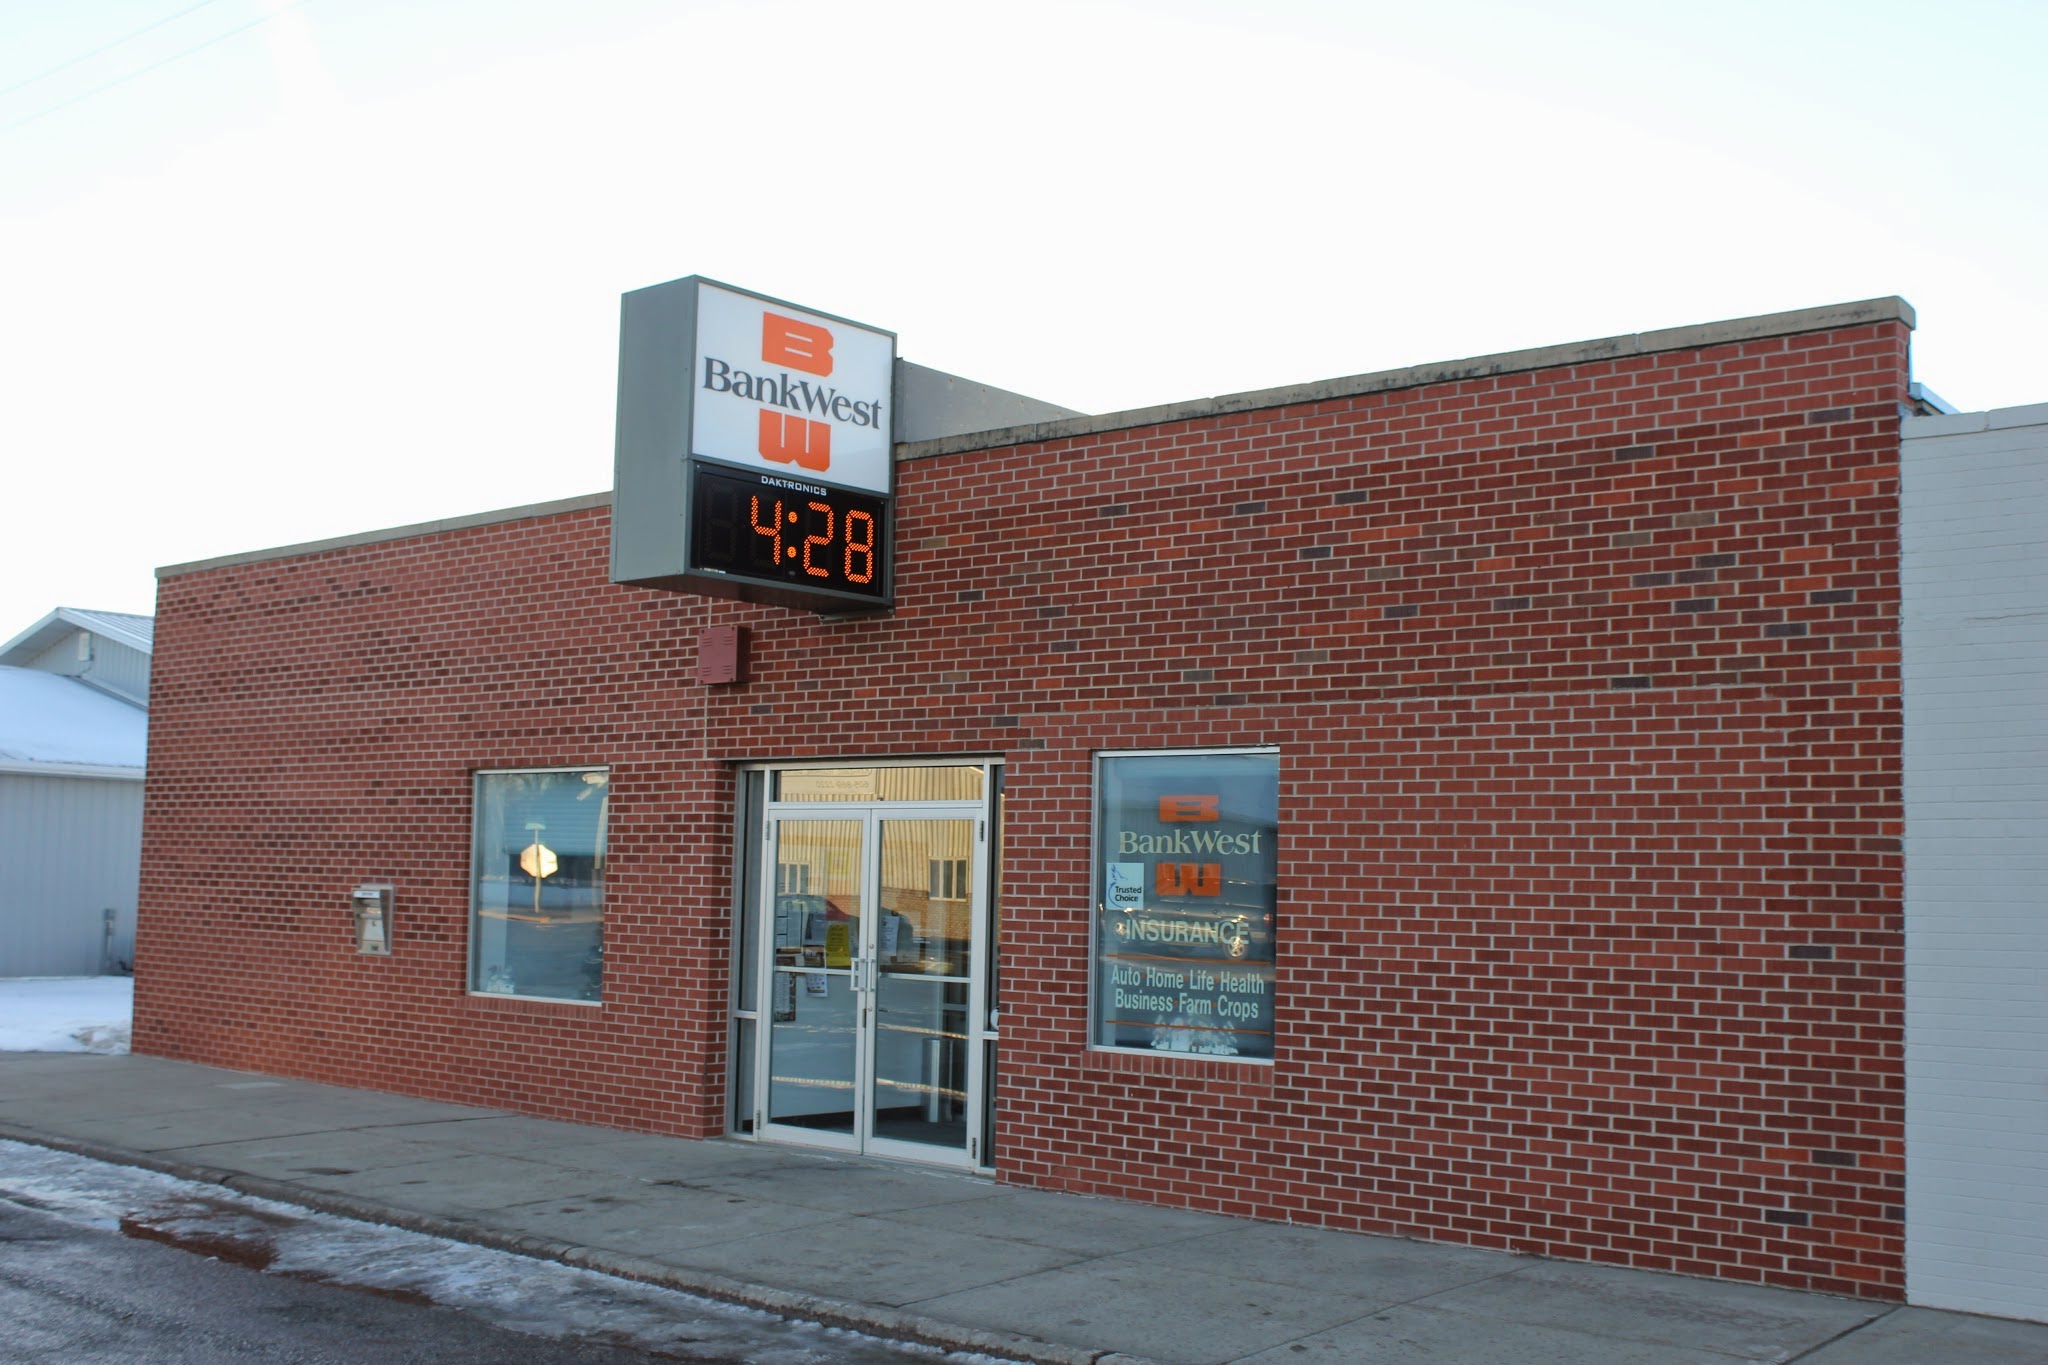 B
BankWest
W
DAKTRONICS
4:28
B
BankWest
W
Trusted
Choice
INSURANCE
Auto Home Life Health
Business Farm Crops